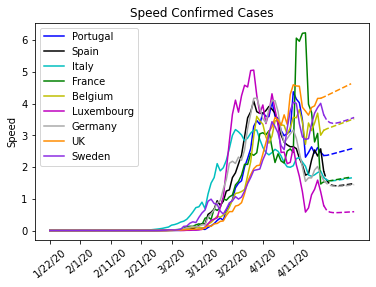 Speed Confirmed Cases
Speed
6
5
4
3
2
1
0
Portugal
Spain
Italy
France
Belgium
Luxembourg
Germany
UK
Sweden
1/22/20 2/1/20 2/11/20 2/21/20 3/2/20 3/12/20 3/22/20 4/1/20 4/11/20